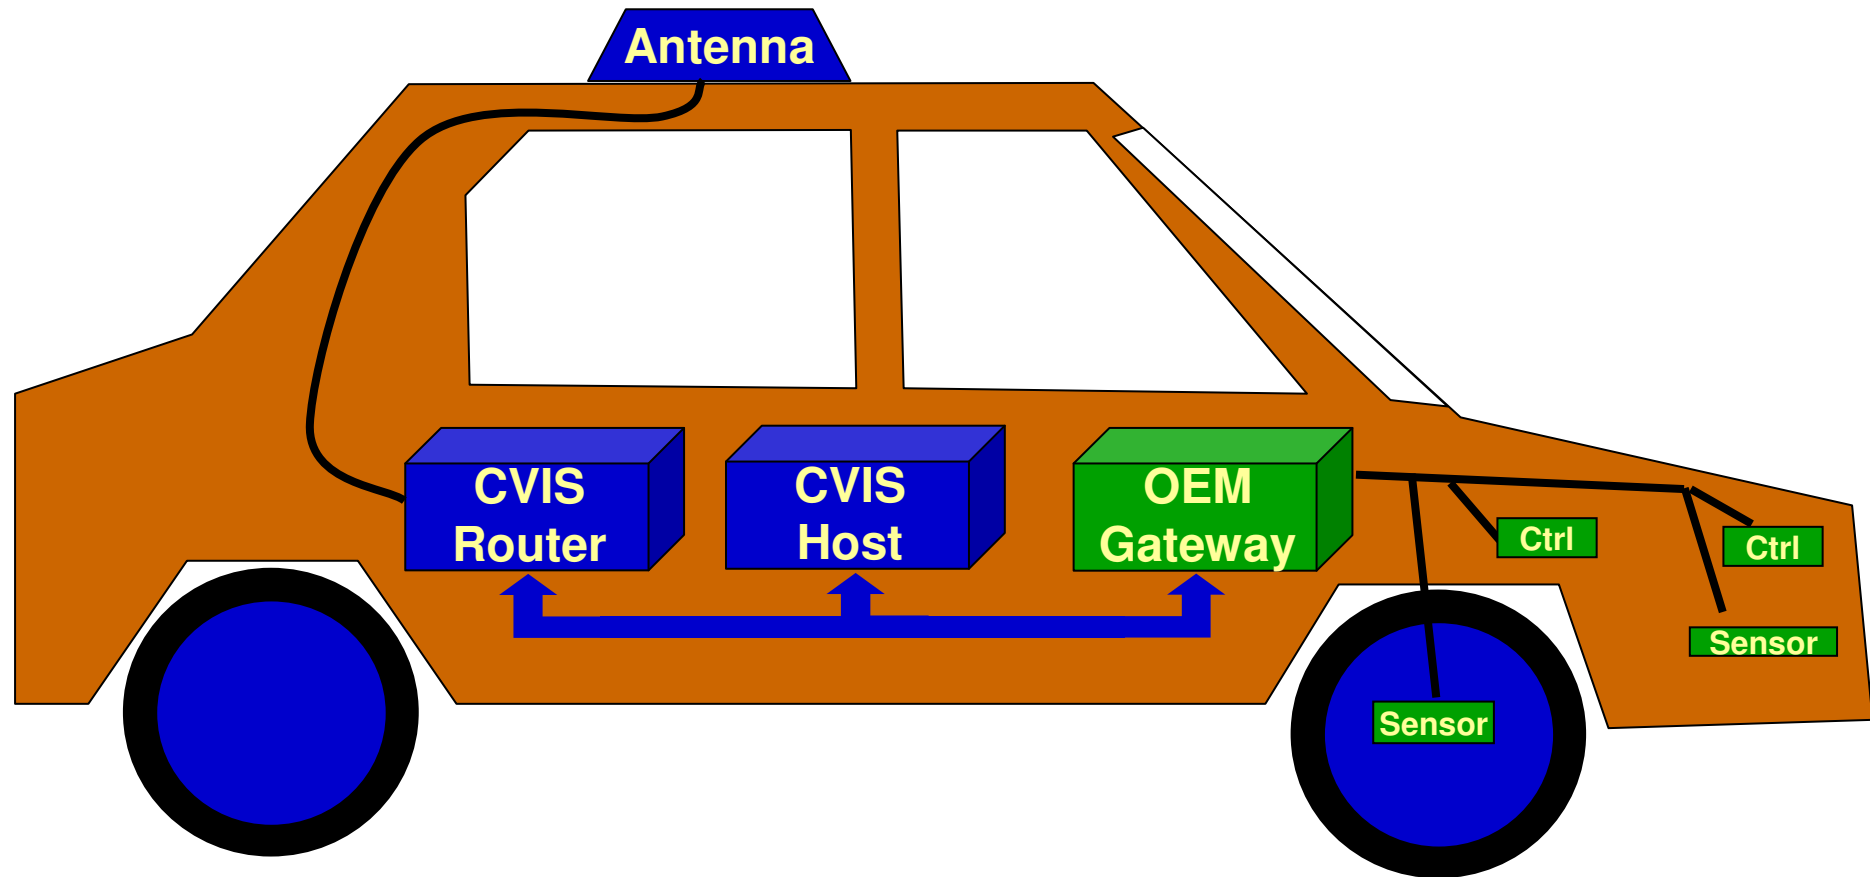 Antenna
CVIS
Router
CVIS
Host
OEM
Gateway
Ctrl
Ctrl
Sensor
Sensor